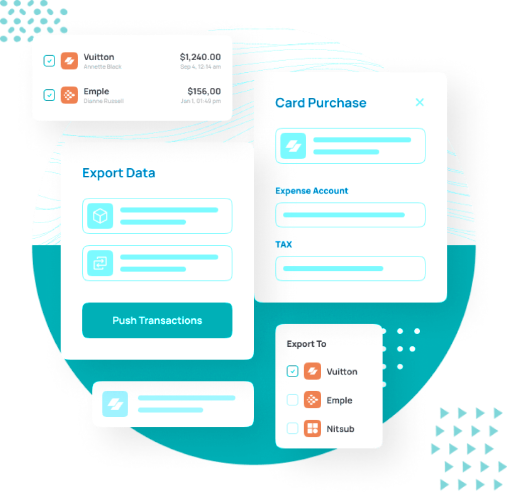 Vuitton $1,240.00
Annette Black Sep 4, 12:14 am
Emple $156,00
Dianne Russell Jan 1, 01:49 pm
Card Purchase
Export Data
Expense Account
TAX
Push Transactions
Export To
Vuitton
Emple
Nitsub